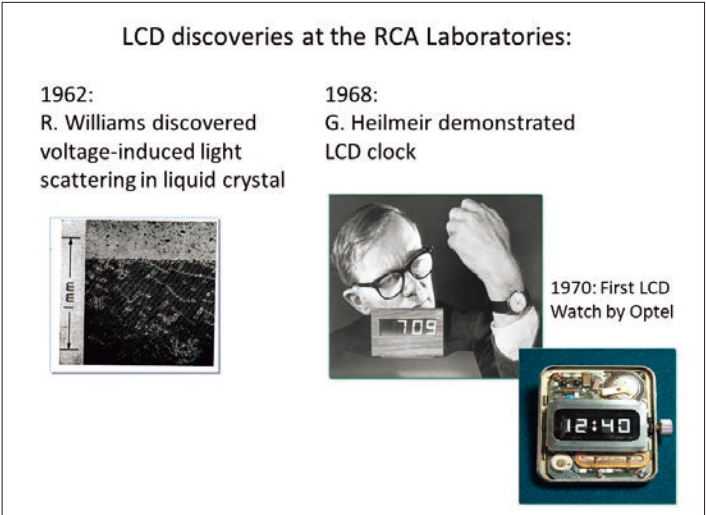 LCD discoveries at the RCA Laboratories:
1962:
R. Williams discovered
voltage-induced light
scattering in liquid crystal
1968:
G. Heilmeir demonstrated
LCD clock
1mm
709
1970: First LCD
Watch by Optel
12:40